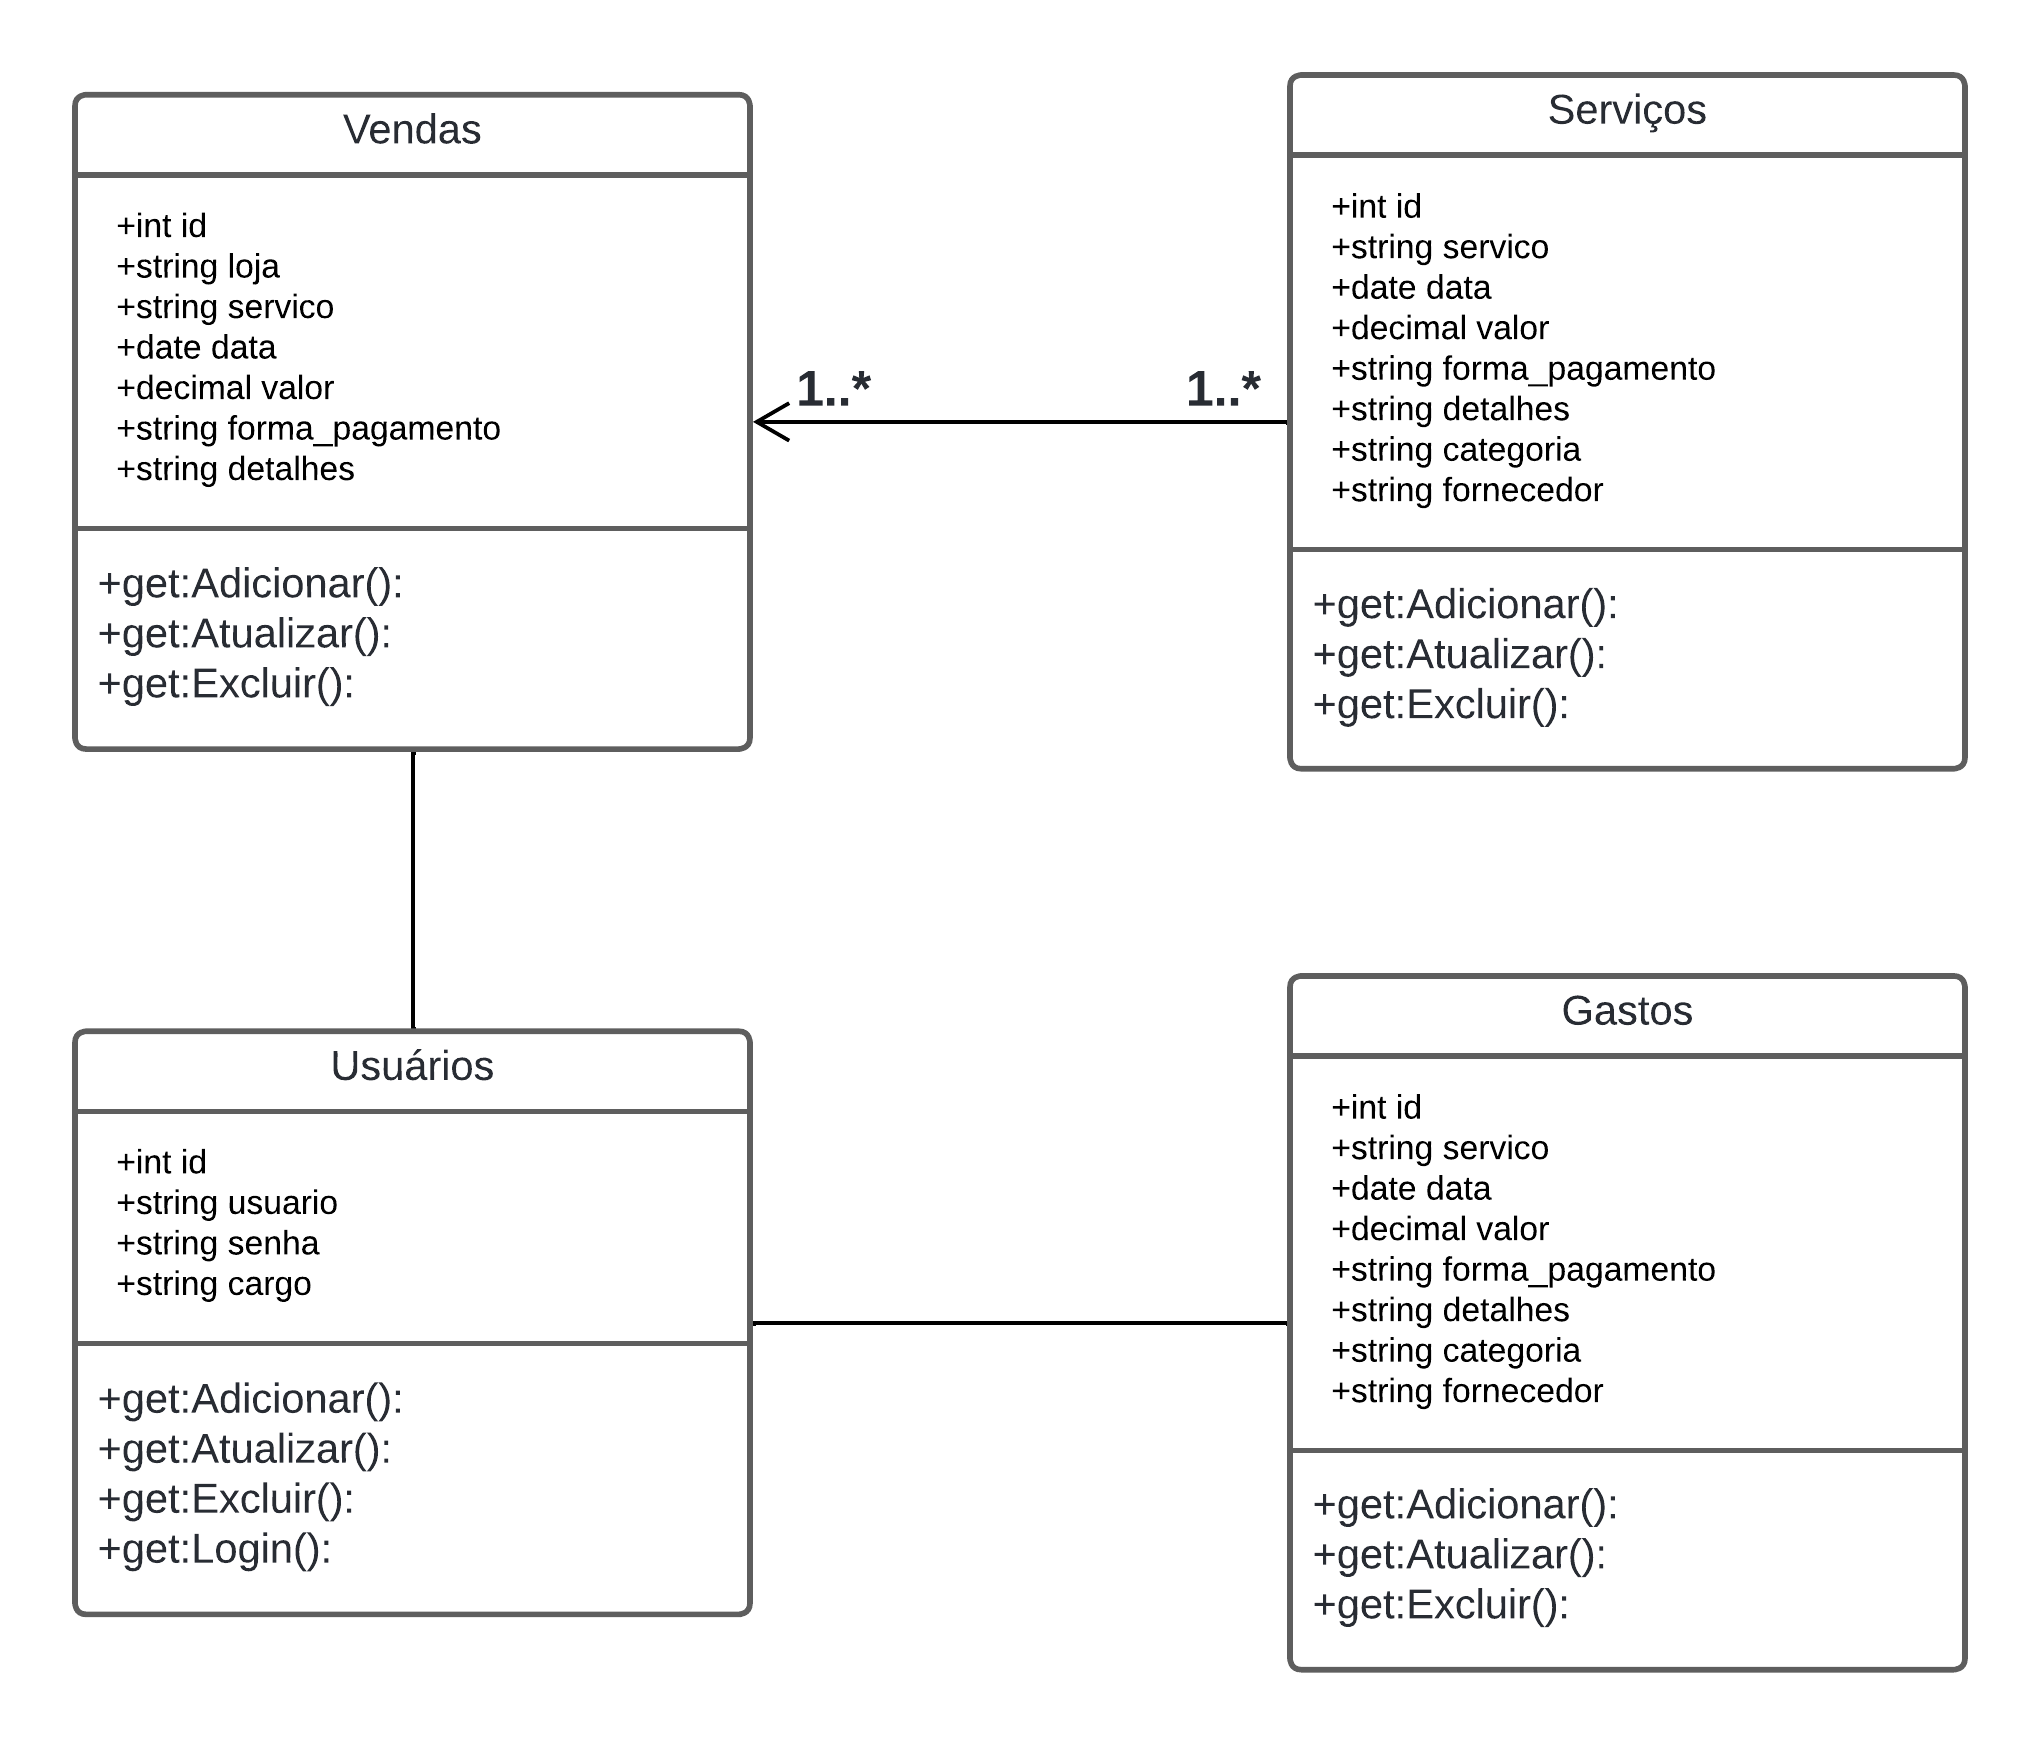 Vendas
+int id
+string loja
+string servico
+date data
+decimal valor
+string forma_pagamento
+string detalhes
+get:Adicionar():
+get:Atualizar():
+get:Excluir():
1..*
1..*
Serviços
+int id
+string servico
+date data
+decimal valor
+string forma_pagamento
+string detalhes
+string categoria
+string fornecedor
+get:Adicionar():
+get:Atualizar():
+get:Excluir():
Usuários
+int id
+string usuario
+string senha
+string cargo
+get:Adicionar():
+get:Atualizar():
+get:Excluir():
+get:Login():
Gastos
+int id
+string servico
+date data
+decimal valor
+string forma_pagamento
+string detalhes
+string categoria
+string fornecedor
+get:Adicionar():
+get:Atualizar():
+get:Excluir():